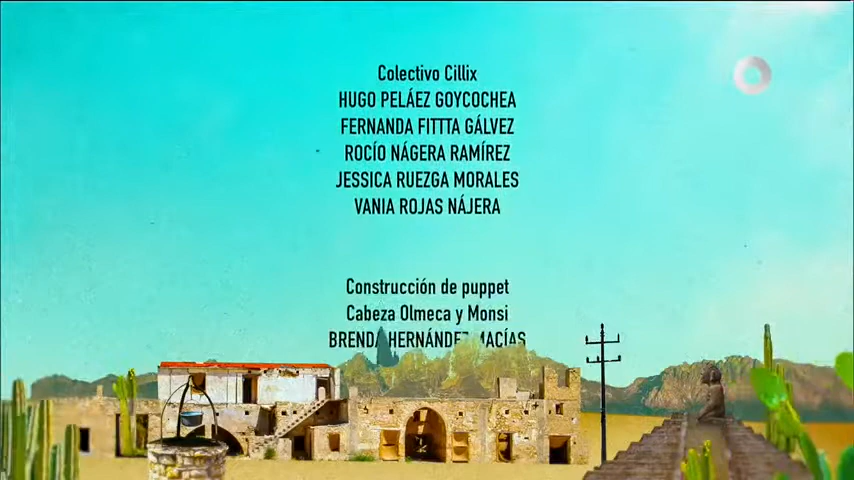 Colectivo Cillix
HUGO PELÁEZ GOYCOCHEA
FERNANDA FITTTA GÁLVEZ
ROCÍO NÁGERA RAMÍREZ
JESSICA RUEZGA MORALES
VANIA ROJAS NÁJERA
Construcción de puppet
Cabeza Olmeca y Monsi
BRENDA HERNÁNDEZ MACÍAS